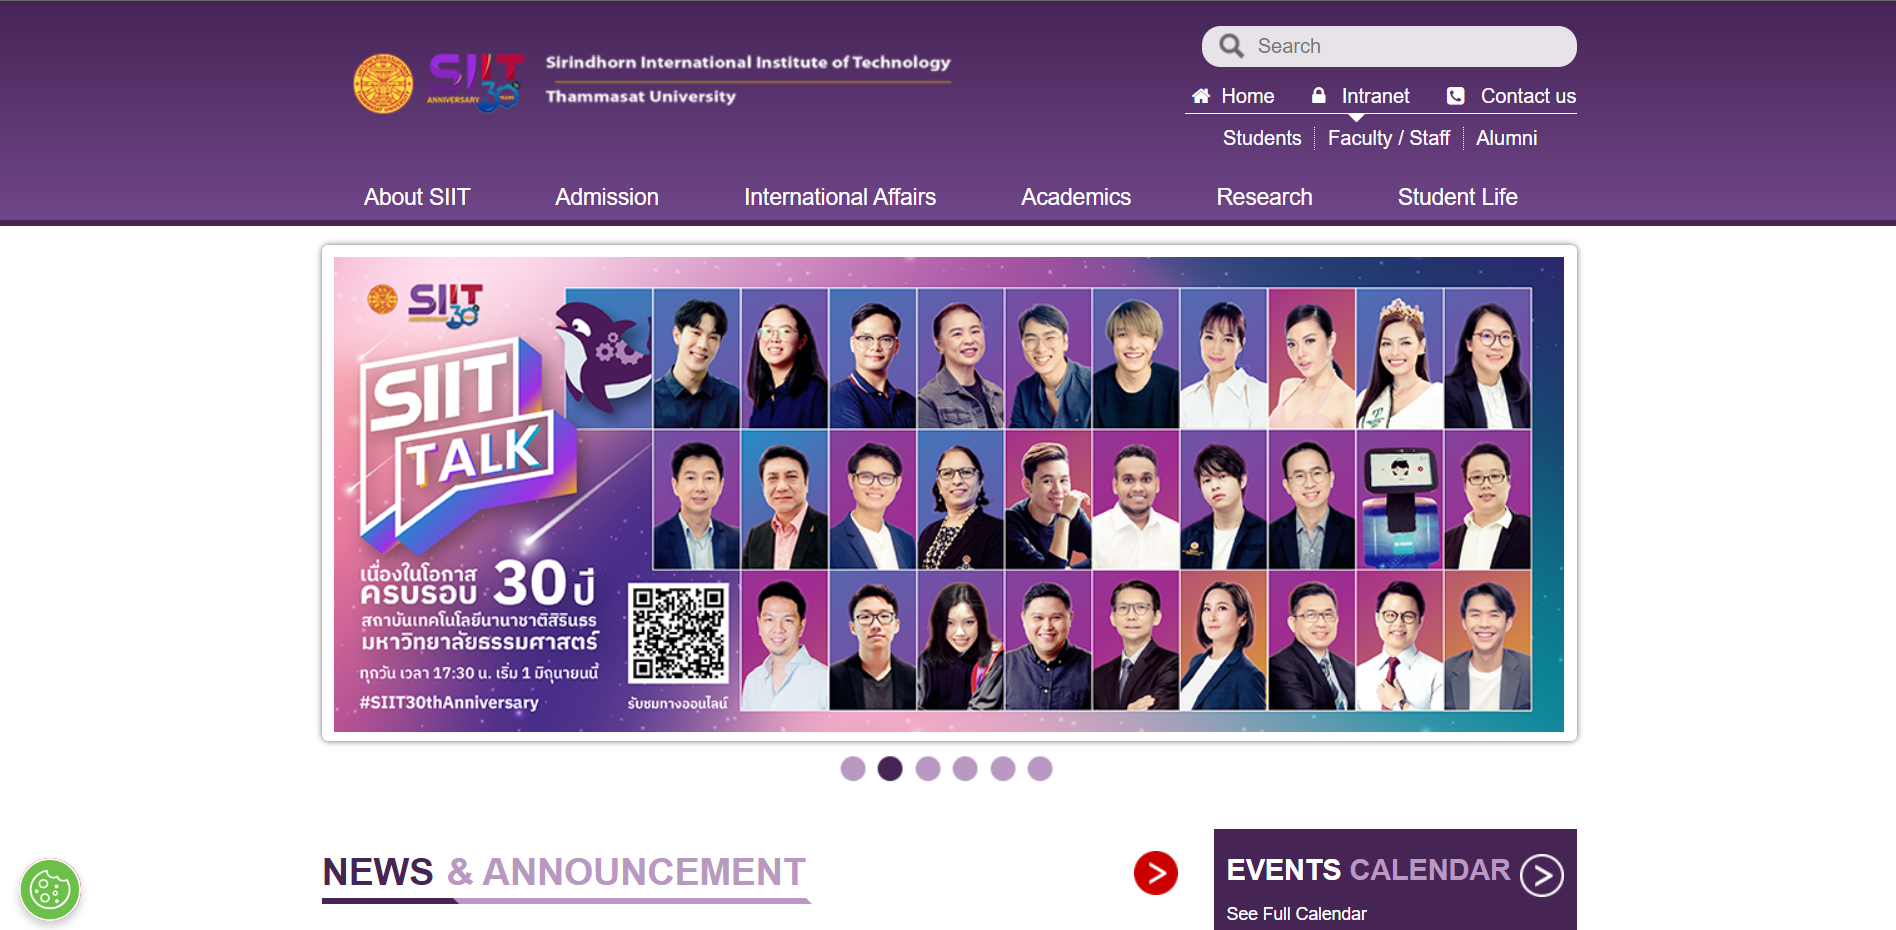 SIIT
ANNIVERSARY 30 YEARS
Sirindhorn International Institute of Technology
Thammasat University
Search
Home
Intranet
Contact us
Students
Faculty / Staff
Alumni
About SIIT
Admission
International Affairs
Academics
Research
Student Life
SIIT
30
SIIT
TALK
เนื่องในโอกาส
ครบรอบ 30 ปี
สถาบันเทคโนโลยีนานาชาติสิรินธร
มหาวิทยาลัยธรรมศาสตร์
ทุกวัน เวลา 17:30 น. เริ่ม 1 มิถุนายนนี้
#SIIT30thAnniversary
รับชมทางออนไลน์
NEWS & ANNOUNCEMENT
EVENTS CALENDAR
See Full Calendar